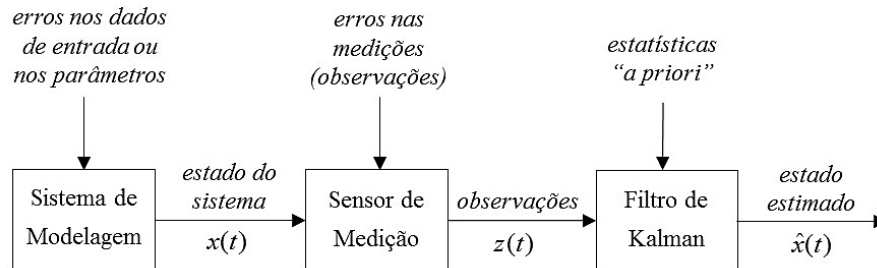 erros nos dados
de entrada ou
nos parâmetros
erros nas
medições
(observações)
estatísticas
“a priori”
Sistema de
Modelagem
estado do
sistema
x(t)
Sensor de
Medição
observações
z(t)
Filtro de
Kalman
estado
estimado
x̂(t)